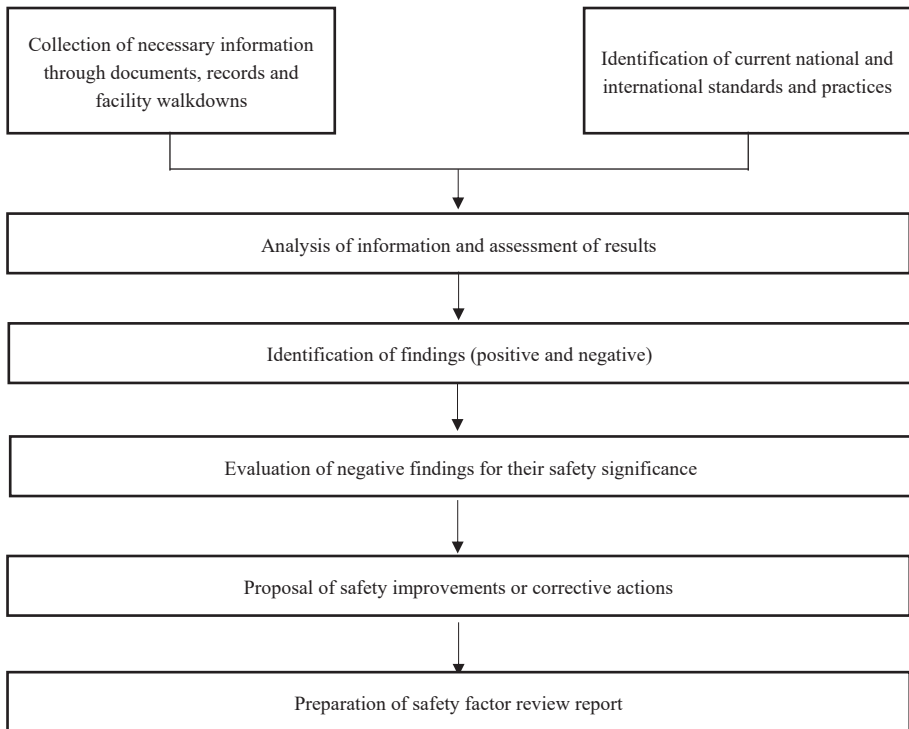 Collection of necessary information
through documents, records and
facility walkdowns
Identification of current national and
international standards and practices
Analysis of information and assessment of results
Identification of findings (positive and negative)
Evaluation of negative findings for their safety significance
Proposal of safety improvements or corrective actions
Preparation of safety factor review report